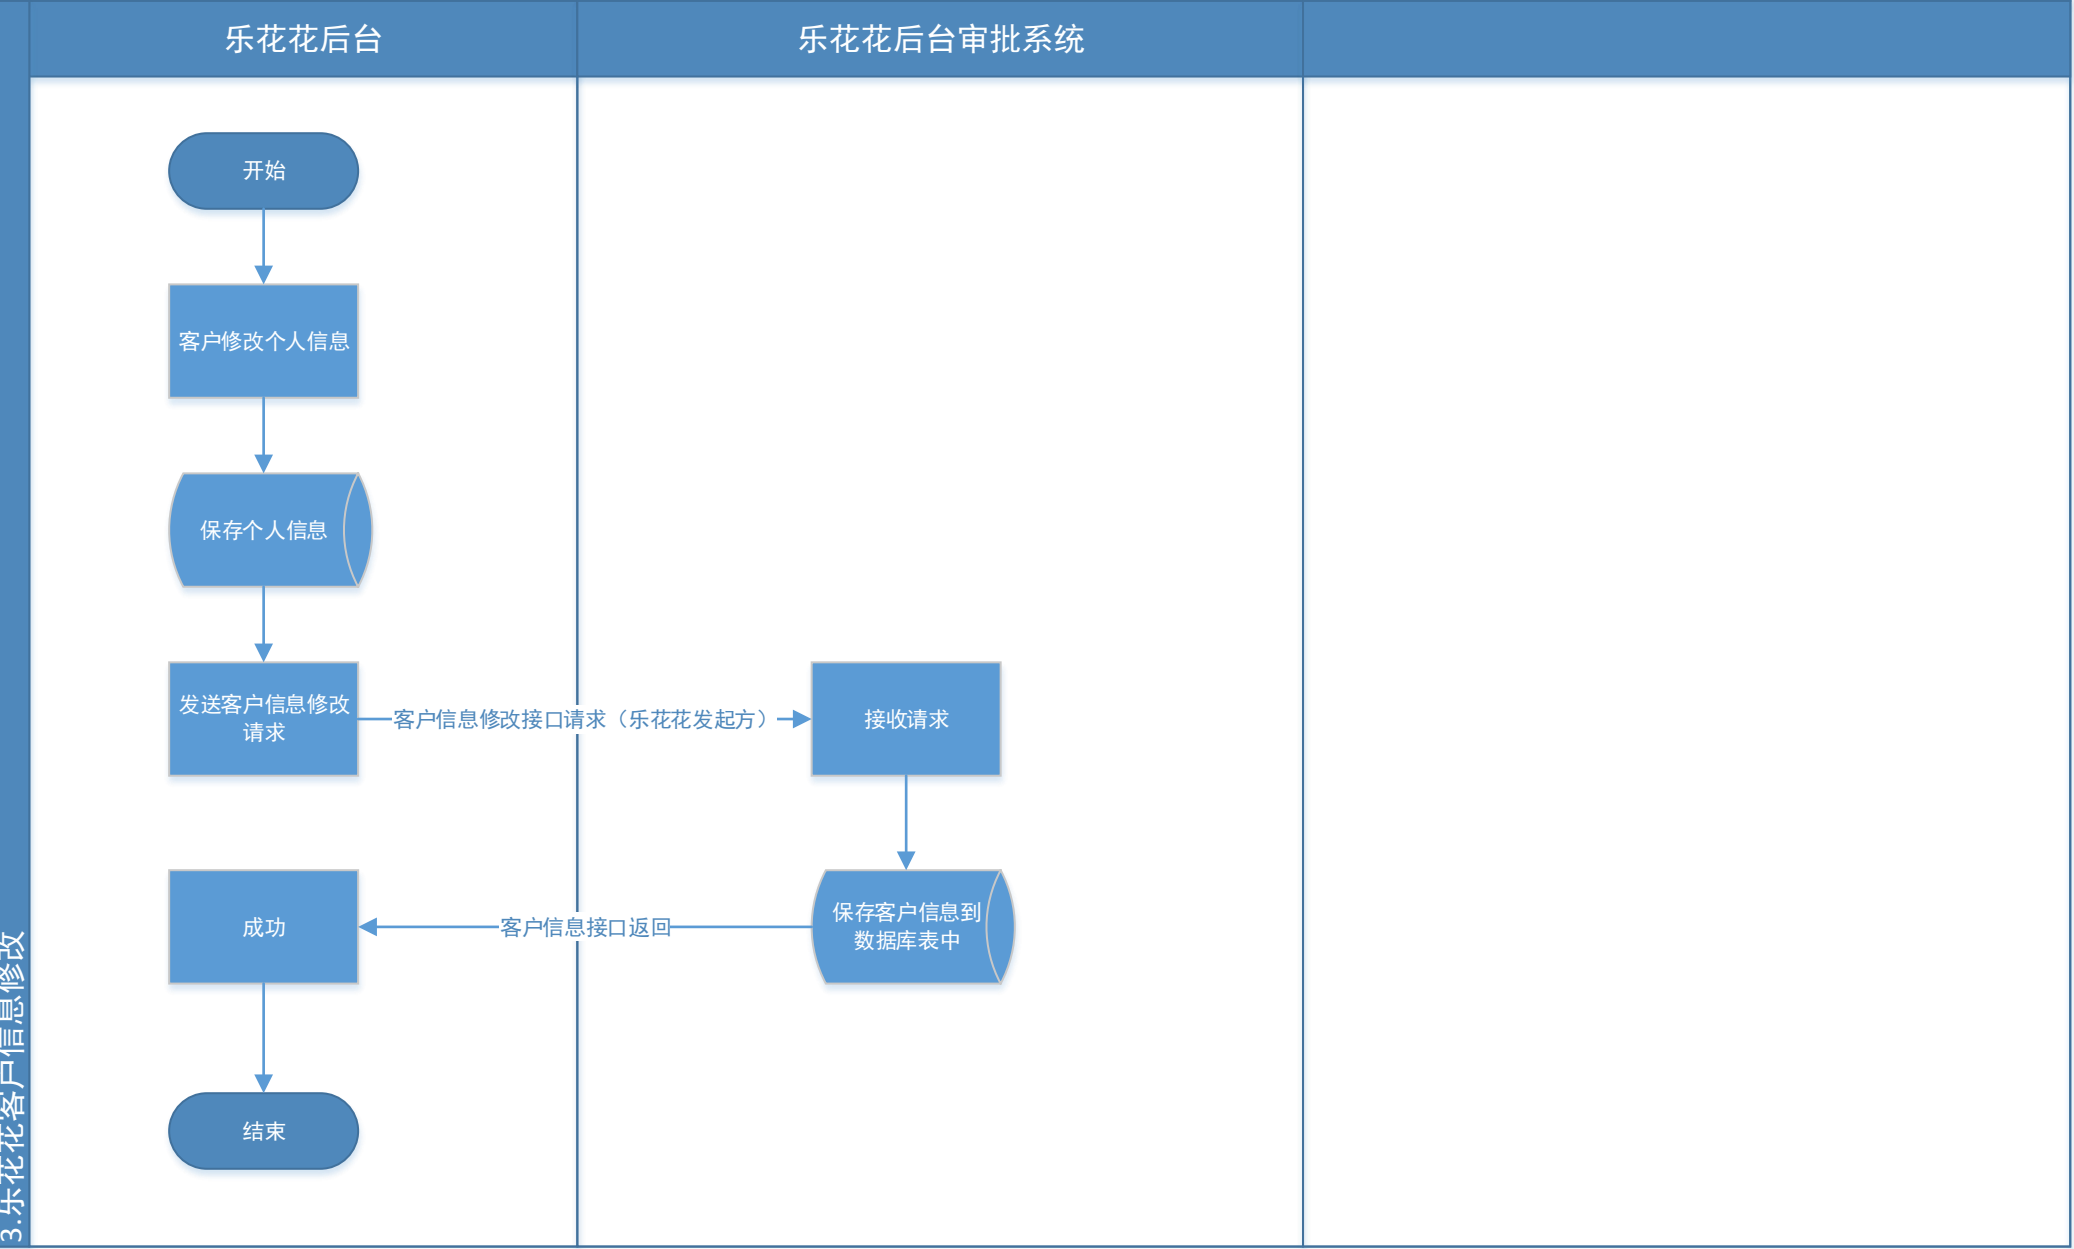 乐花花后台
乐花花后台审批系统
3.乐花花客户信息修改
开始
客户修改个人信息
保存个人信息
发送客户信息修改
请求
客户信息修改接口请求（乐花花发起方）
接收请求
成功
客户信息接口返回
保存客户信息到
数据库表中
结束